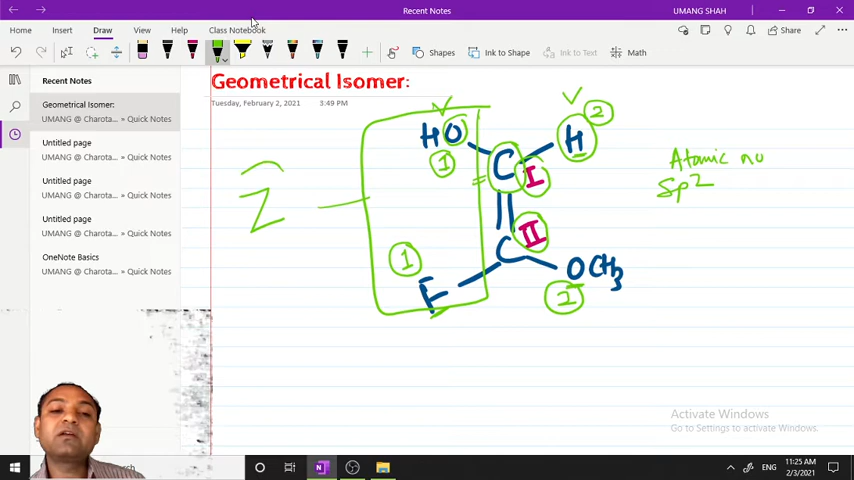 Recent Notes
UMANG SHAH
Home Insert Draw View Help Class Notebook
Share
Shapes Ink to Shape Ink to Text Math
Recent Notes
Geometrical Isomer:
UMANG @ Charota... » Quick Notes
Untitled page
UMANG @ Charota... » Quick Notes
Untitled page
UMANG @ Charota... » Quick Notes
Untitled page
UMANG @ Charota... » Quick Notes
OneNote Basics
UMANG @ Charota... » Quick Notes
Geometrical Isomer:
Tuesday, February 2, 2021 3:49 PM
HO H 2
1 C I
Z
Atomic no
Sp2
1 C II
F OCH3
2
Activate Windows
Go to Settings to activate Windows.
search
ENG
11:25 AM
2/3/2021